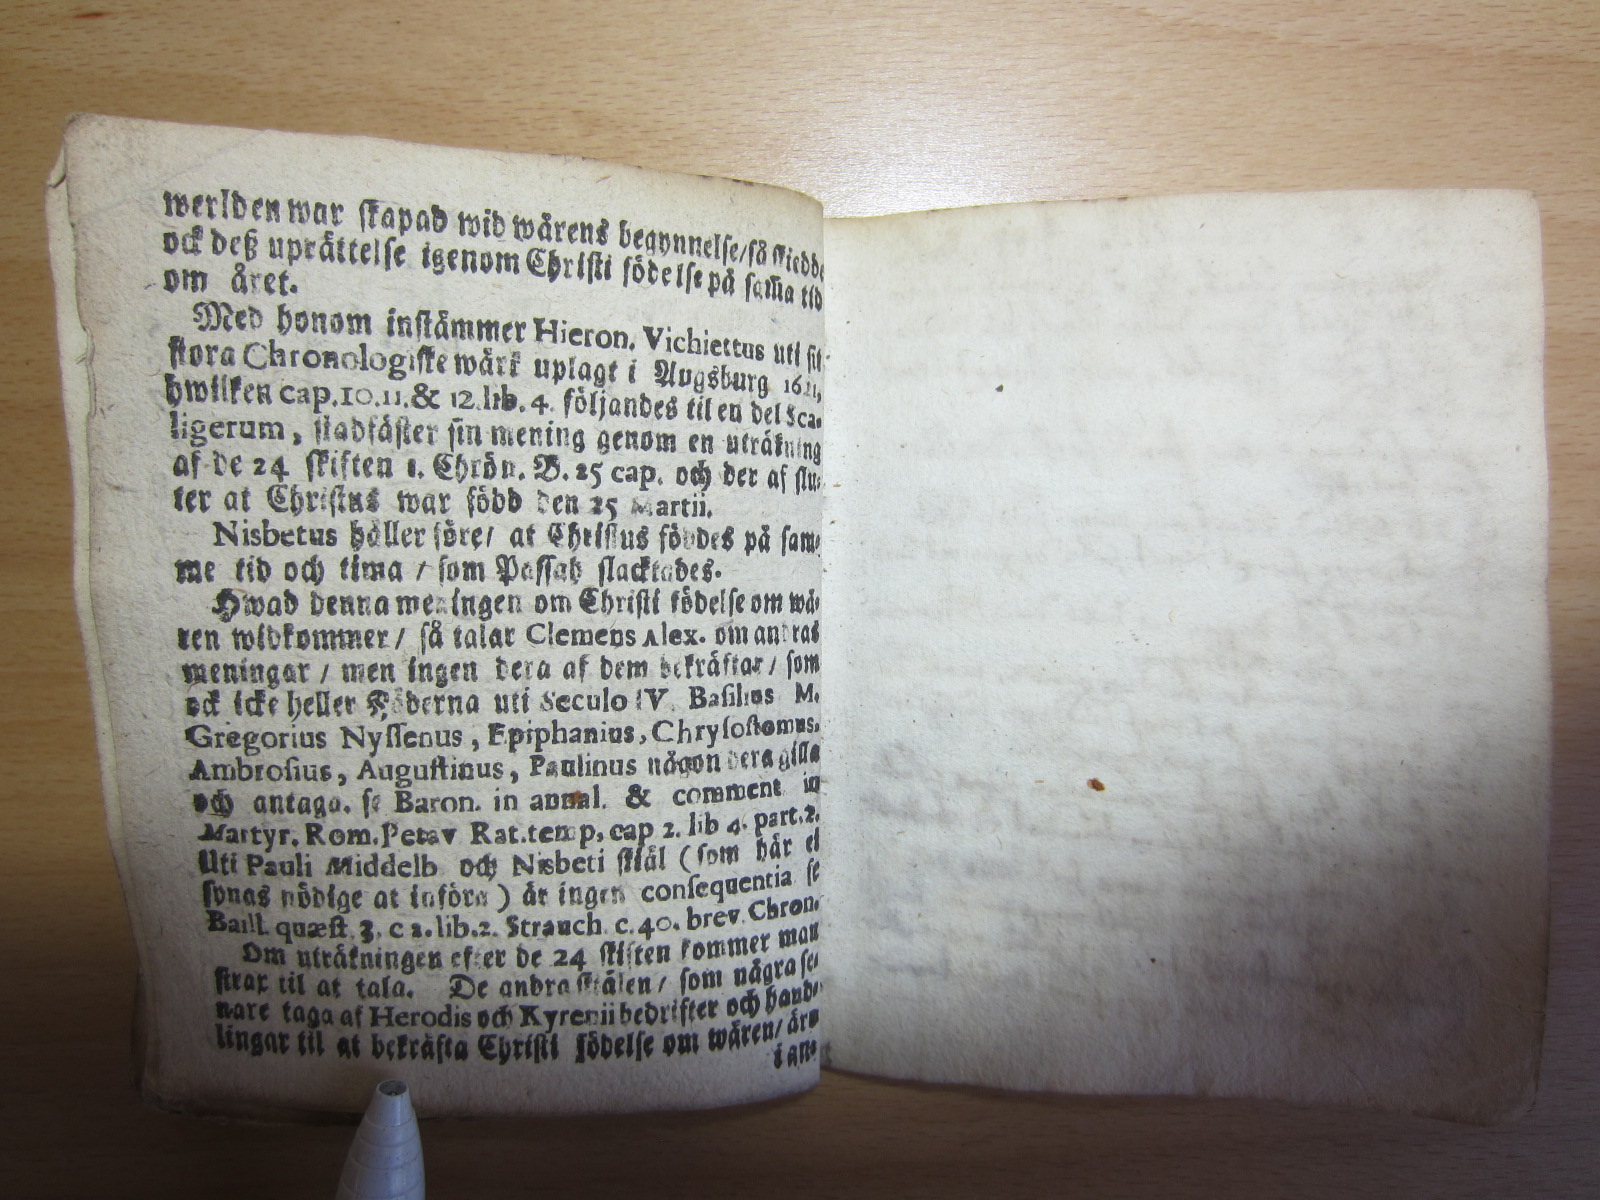 werlden war skapad wid wårens begynnelse/så skiedde
ock deß uprättelse igenom Christi födelse på sam̃a tid
om året.
Med honom instämmer Hieron. Vichiettus uti sit
stora Chronologiske wärk uplagt i Augsburg 1621,
hwilken cap. 10. 11. & 12. lib. 4. följandes til en del Sca-
ligerum, stadfäster sin mening genom en uträkning
af de 24 skiften 1. Chrön. B. 25 cap. och der af slu-
ter at Christus war född den 25 Martii.
Nisbetus håller före/ at Christus föddes på sam-
me tid och tima / som Passah slacktades.
Hwad denna meningen om Christi födelse om wå-
ren widkommer/ så talar Clemens Alex. om andras
meningar / men ingen dera af dem bekräftar / som
ock icke heller Fäderna uti Seculo IV. Basilius M.
Gregorius Nyssenus, Epiphanius, Chrysostomus.
Ambrosius, Augustinus, Paulinus någon dera gilla
och antaga. se Baron. in annal. & comment in
Martyr. Rom. Petav Rat. temp, cap 2. lib 4. part. 2.
Uti Pauli Middelb och Nisbeti skiäl (som här ei
synas nödige at införa) är ingen consequentia se
Baill. quæst. 3. c 2. lib. 2. Strauch. c. 40. brev. Chron.
Om uträkningen efter de 24 skiften kommer man
strax til at tala. De andra skälen/ som några se-
nare taga af Herodis och Kyrenii bedrifter och hand-
lingar til at bekräfta Christi födelse om wåren/ äro
i an-